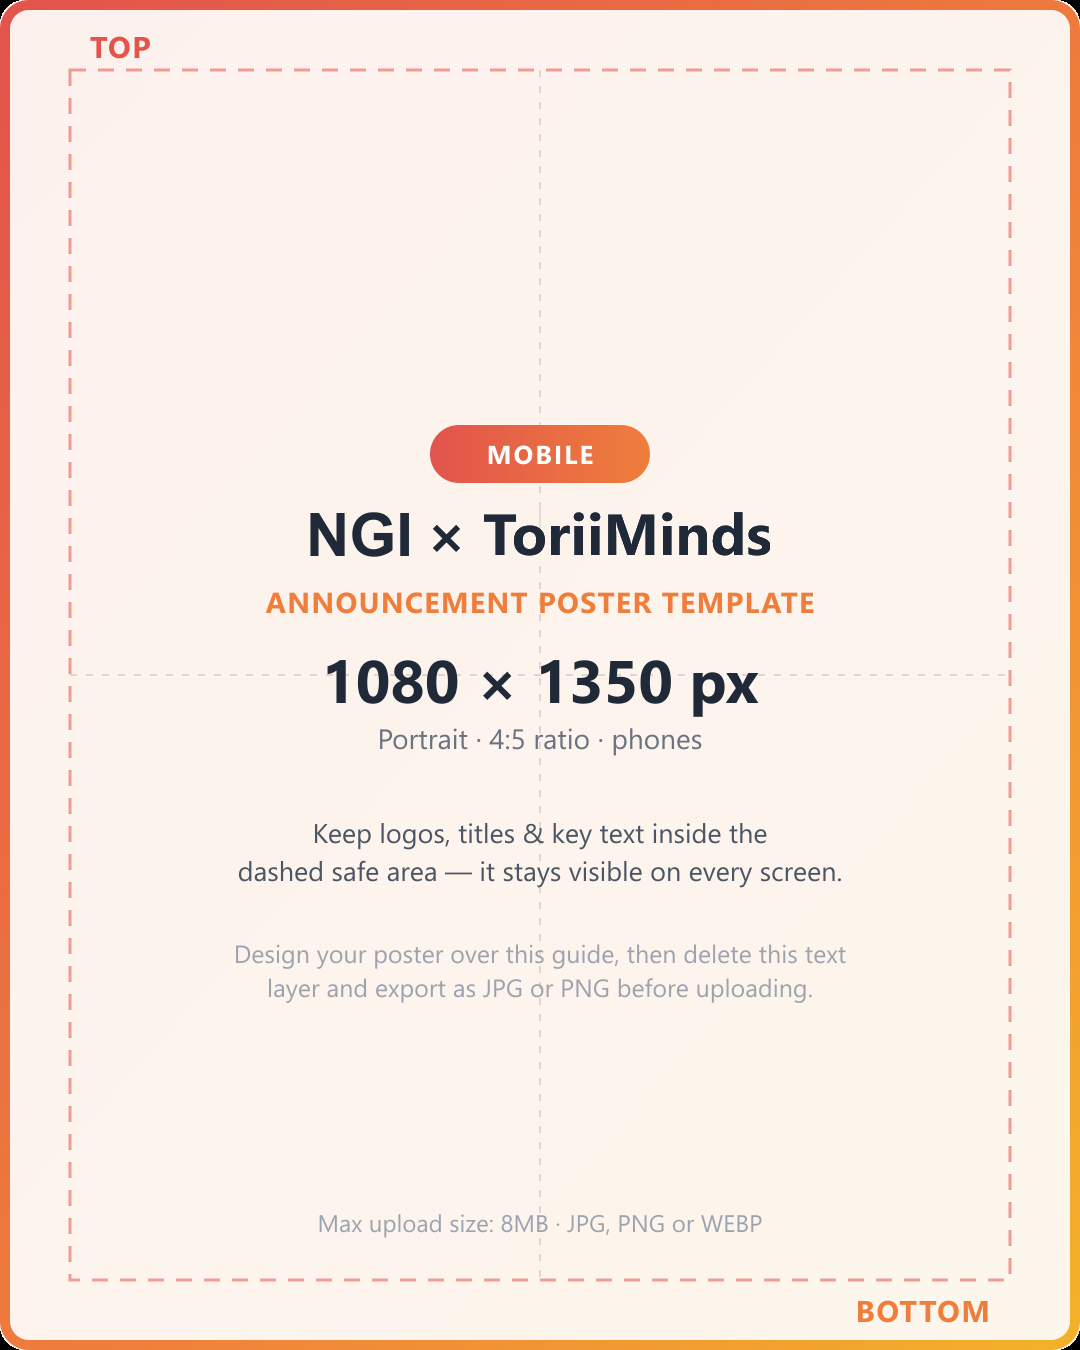 TOP
MOBILE
NGI × ToriiMinds
ANNOUNCEMENT POSTER TEMPLATE
1080 × 1350 px
Portrait · 4:5 ratio · phones
Keep logos, titles & key text inside the
dashed safe area — it stays visible on every screen.
Design your poster over this guide, then delete this text
layer and export as JPG or PNG before uploading.
Max upload size: 8MB · JPG, PNG or WEBP
BOTTOM